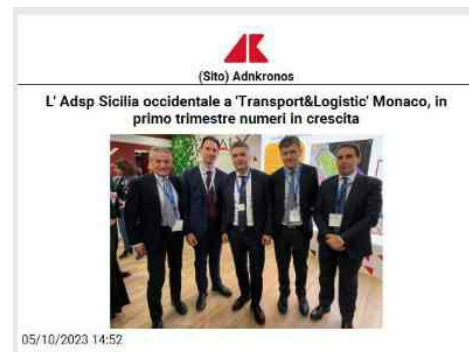 (Sito) Adnkronos
L' Adsp Sicilia occidentale a 'Transport&Logistic' Monaco, in
primo trimestre numeri in crescita
05/10/2023 14:52